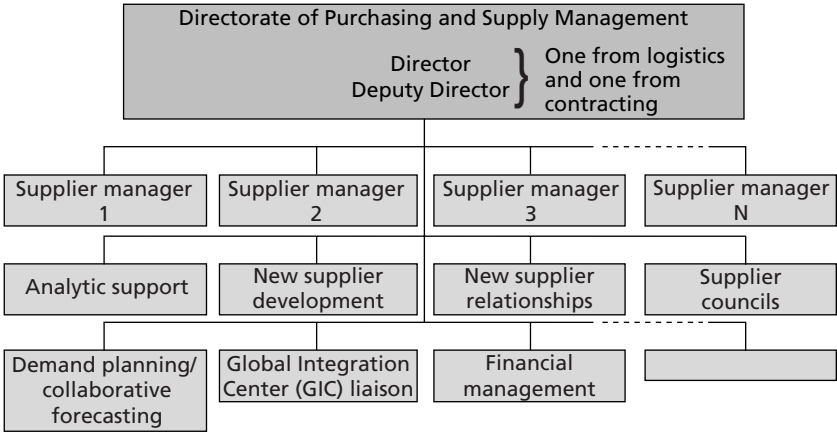 Directorate of Purchasing and Supply Management
Director
Deputy Director
One from logistics
and one from
contracting
Supplier manager
1
Supplier manager
2
Supplier manager
3
Supplier manager
N
Analytic support
New supplier
development
New supplier
relationships
Supplier
councils
Demand planning/
collaborative
forecasting
Global Integration
Center (GIC) liaison
Financial
management